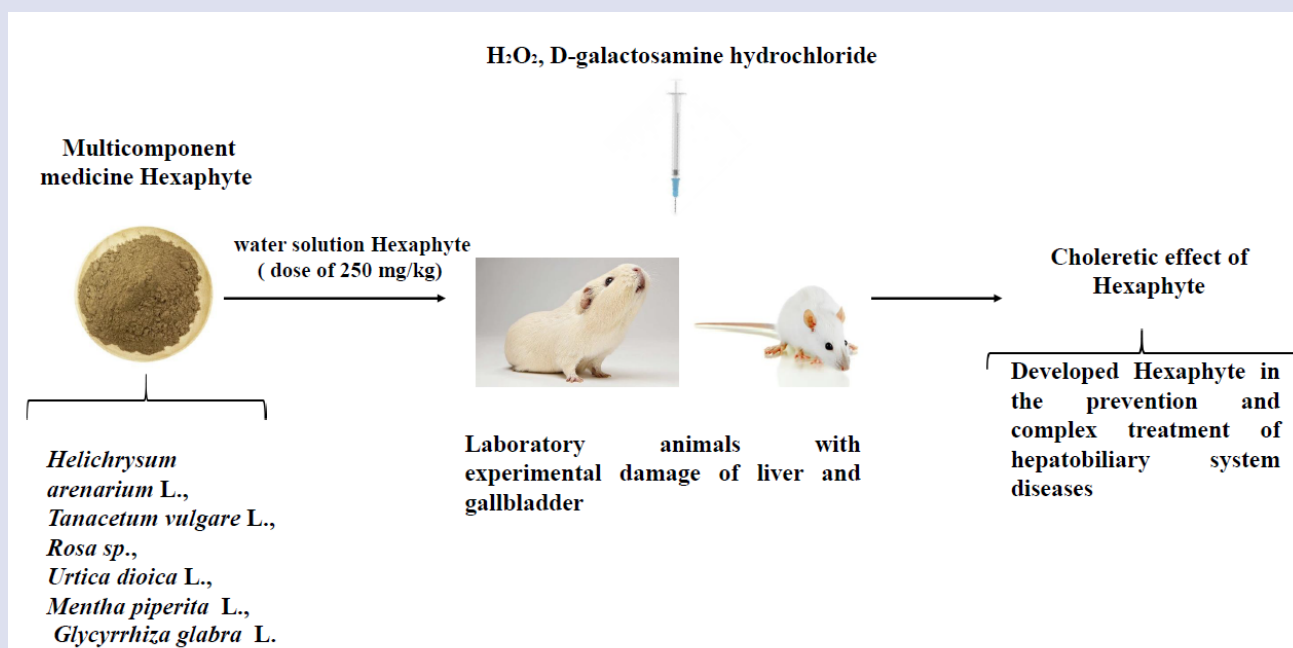 H₂O₂, D-galactosamine hydrochloride
Multicomponent
medicine Hexaphyte
water solution Hexaphyte
( dose of 250 mg/kg)
Choleretic effect of
Hexaphyte
Developed Hexaphyte in
the prevention and
complex treatment of
hepatobiliary system
diseases
Laboratory animals with
experimental damage of liver and
gallbladder
Helichrysum
arenarium L.,
Tanacetum vulgare L.,
Rosa sp.,
Urtica dioica L.,
Mentha piperita L.,
Glycyrrhiza glabra L.